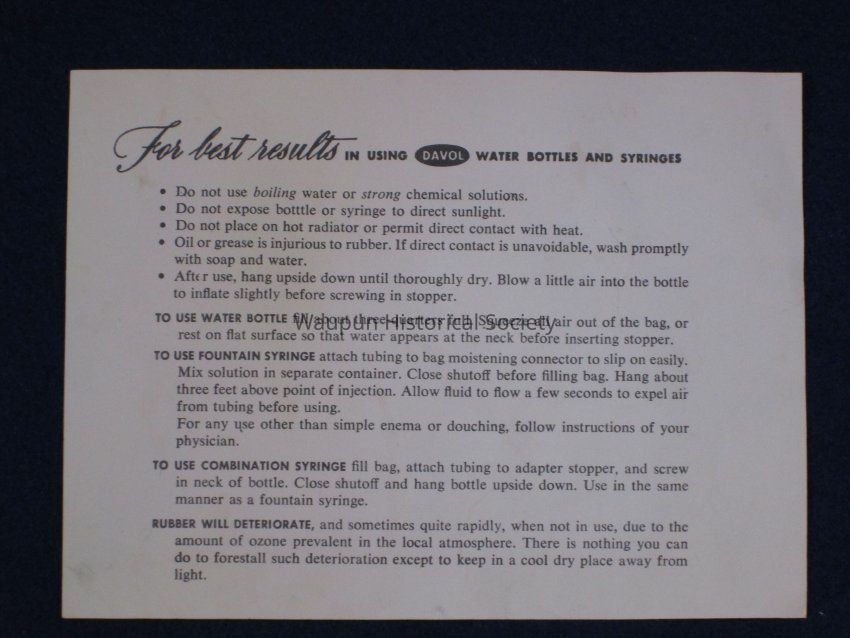 For best results IN USING DAVOL WATER BOTTLES AND SYRINGES
• Do not use boiling water or strong chemical solutions.
• Do not expose botttle or syringe to direct sunlight.
• Do not place on hot radiator or permit direct contact with heat.
• Oil or grease is injurious to rubber. If direct contact is unavoidable, wash promptly
with soap and water.
• After use, hang upside down until thoroughly dry. Blow a little air into the bottle
to inflate slightly before screwing in stopper.
TO USE WATER BOTTLE fill about three-quarters full. Squeeze all air out of the bag, or
Waupun Historical Society
rest on flat surface so that water appears at the neck before inserting stopper.
TO USE FOUNTAIN SYRINGE attach tubing to bag moistening connector to slip on easily.
Mix solution in separate container. Close shutoff before filling bag. Hang about
three feet above point of injection. Allow fluid to flow a few seconds to expel air
from tubing before using.
For any use other than simple enema or douching, follow instructions of your
physician.
TO USE COMBINATION SYRINGE fill bag, attach tubing to adapter stopper, and screw
in neck of bottle. Close shutoff and hang bottle upside down. Use in the same
manner as a fountain syringe.
RUBBER WILL DETERIORATE, and sometimes quite rapidly, when not in use, due to the
amount of ozone prevalent in the local atmosphere. There is nothing you can
do to forestall such deterioration except to keep in a cool dry place away from
light.